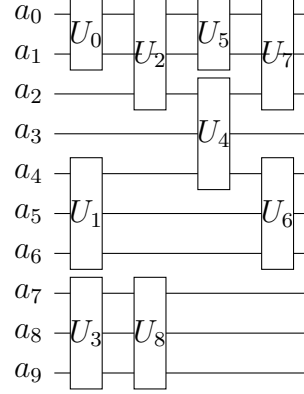 a₀ U₀ U₅
a₁ U₂ U₇
a₂
a₃ U₄
a₄
a₅ U₁ U₆
a₆
a₇
a₈ U₃ U₈
a₉